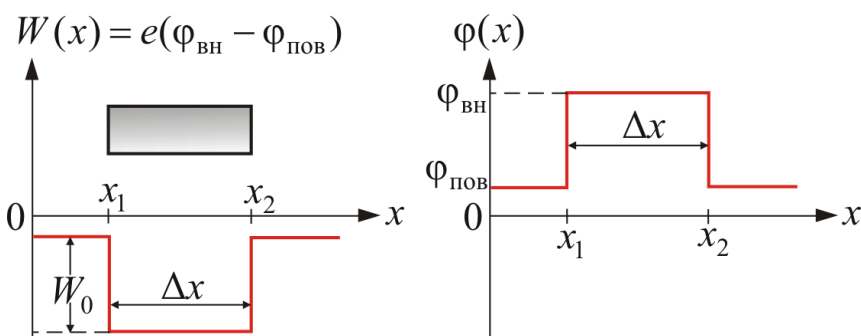 W(x) = e(φвн − φпов)
x₁
x₂
0
x
W₀
Δx
φ(x)
φвн
Δx
φпов
0
x
x₁
x₂